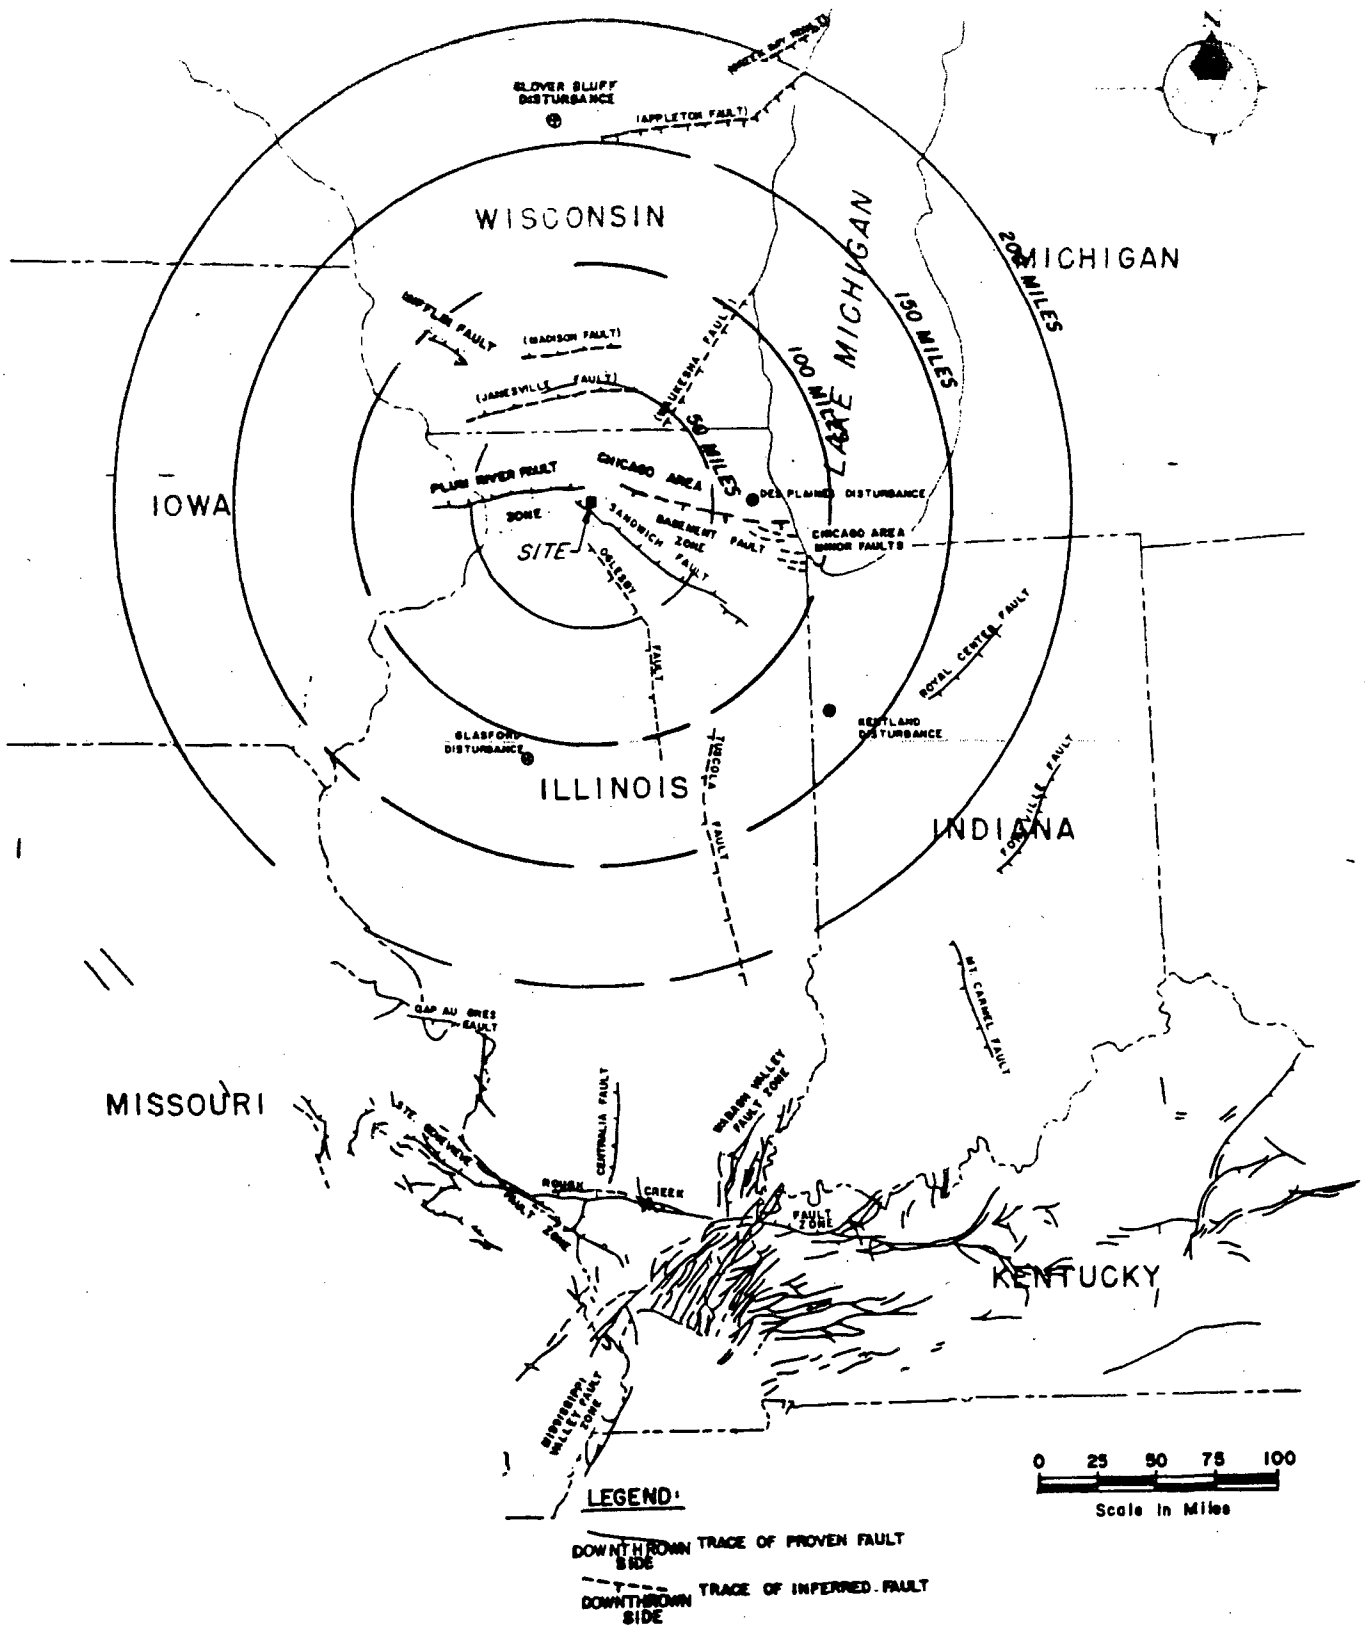 N
GREEN BAY FAULT)
GLOVER BLUFF
DISTURBANCE
(APPLETON FAULT)
WISCONSIN
LAKE MICHIGAN
MICHIGAN
200 MILES
150 MILES
100 MILES
50 MILES
MIFFLIN FAULT
(MADISON FAULT)
(JANESVILLE FAULT)
(WAUKESHA FAULT)
PLUM RIVER FAULT
ZONE
CHICAGO AREA
BASEMENT FAULT
ZONE
DES PLAINES DISTURBANCE
CHICAGO AREA
MINOR FAULTS
IOWA
SITE
SANDWICH FAULT
OGLESBY
FAULT
ROYAL CENTER FAULT
KENTLAND
DISTURBANCE
GLASFORD
DISTURBANCE
TUSCOLA
FAULT
ILLINOIS
FORTVILLE FAULT
INDIANA
MT. CARMEL FAULT
CAP AU GRES
FAULT
MISSOURI
STE. GENEVIEVE
FAULT ZONE
CENTRALIA FAULT
WABASH VALLEY
FAULT ZONE
ROUGH CREEK
FAULT
ZONE
KENTUCKY
MISSISSIPPI
VALLEY FAULT
ZONE
0 25 50 75 100
Scale In Miles
LEGEND:
DOWNTHROWN
SIDE
TRACE OF PROVEN FAULT
DOWNTHROWN
SIDE
TRACE OF INFERRED FAULT